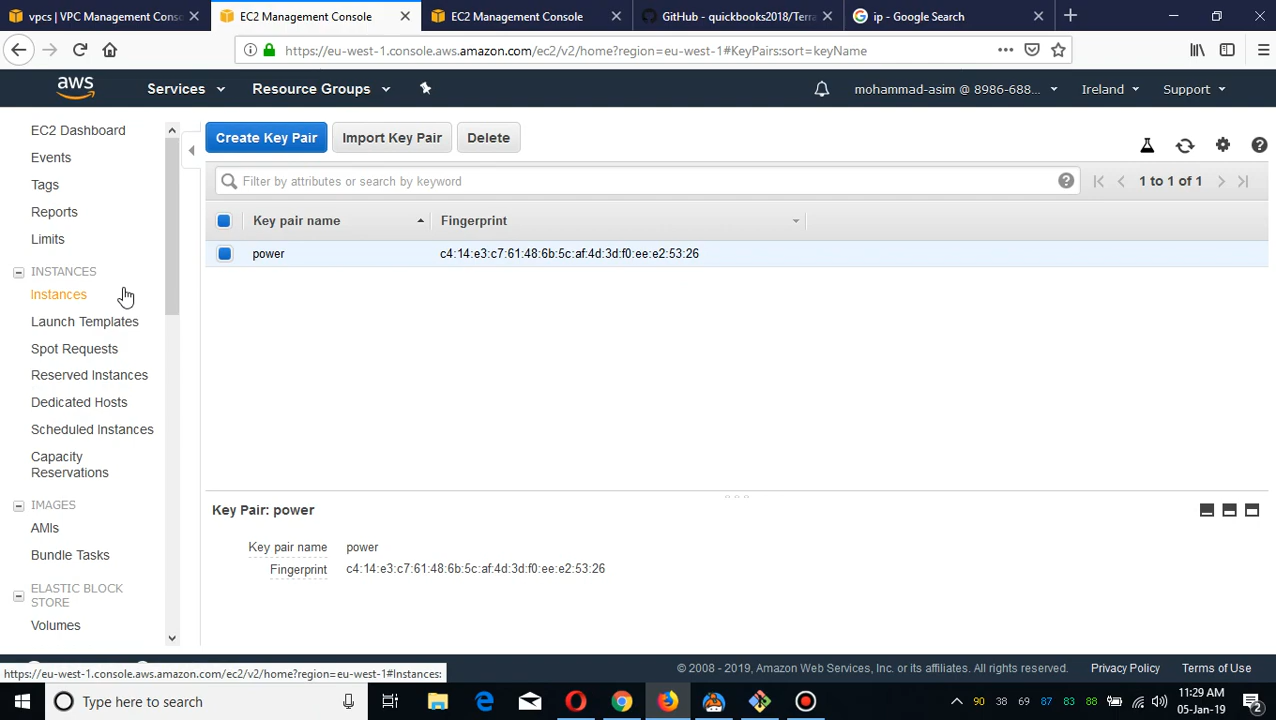 vpcs | VPC Management Conso
EC2 Management Console
EC2 Management Console
GitHub - quickbooks2018/Terra
ip - Google Search
https://eu-west-1.console.aws.amazon.com/ec2/v2/home?region=eu-west-1#KeyPairs:sort=keyName
aws
Services
Resource Groups
mohammad-asim @ 8986-688...
Ireland
Support
EC2 Dashboard
Events
Tags
Reports
Limits
INSTANCES
Instances
Launch Templates
Spot Requests
Reserved Instances
Dedicated Hosts
Scheduled Instances
Capacity
Reservations
IMAGES
AMIs
Bundle Tasks
ELASTIC BLOCK
STORE
Volumes
Create Key Pair
Import Key Pair
Delete
Filter by attributes or search by keyword
1 to 1 of 1
Key pair name
Fingerprint
power
c4:14:e3:c7:61:48:6b:5c:af:4d:3d:f0:ee:e2:53:26
Key Pair: power
Key pair name
power
Fingerprint
c4:14:e3:c7:61:48:6b:5c:af:4d:3d:f0:ee:e2:53:26
https://eu-west-1.console.aws.amazon.com/ec2/v2/home?region=eu-west-1#Instances:
© 2008 - 2019, Amazon Web Services, Inc. or its affiliates. All rights reserved.
Privacy Policy
Terms of Use
Type here to search
90 38 69 87 83 88
11:29 AM
05-Jan-19
2